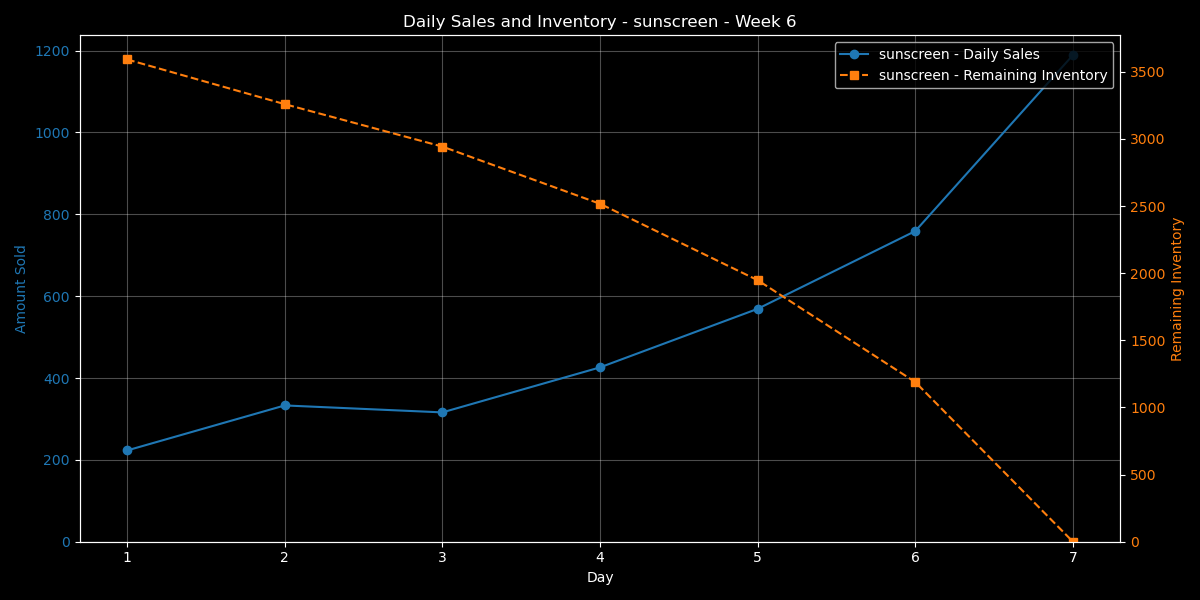 Daily Sales and Inventory - sunscreen - Week 6
sunscreen - Daily Sales
sunscreen - Remaining Inventory
1200
1000
800
600
400
200
0
Amount Sold
3500
3000
2500
2000
1500
1000
500
0
Remaining Inventory
1 2 3 4 5 6 7
Day